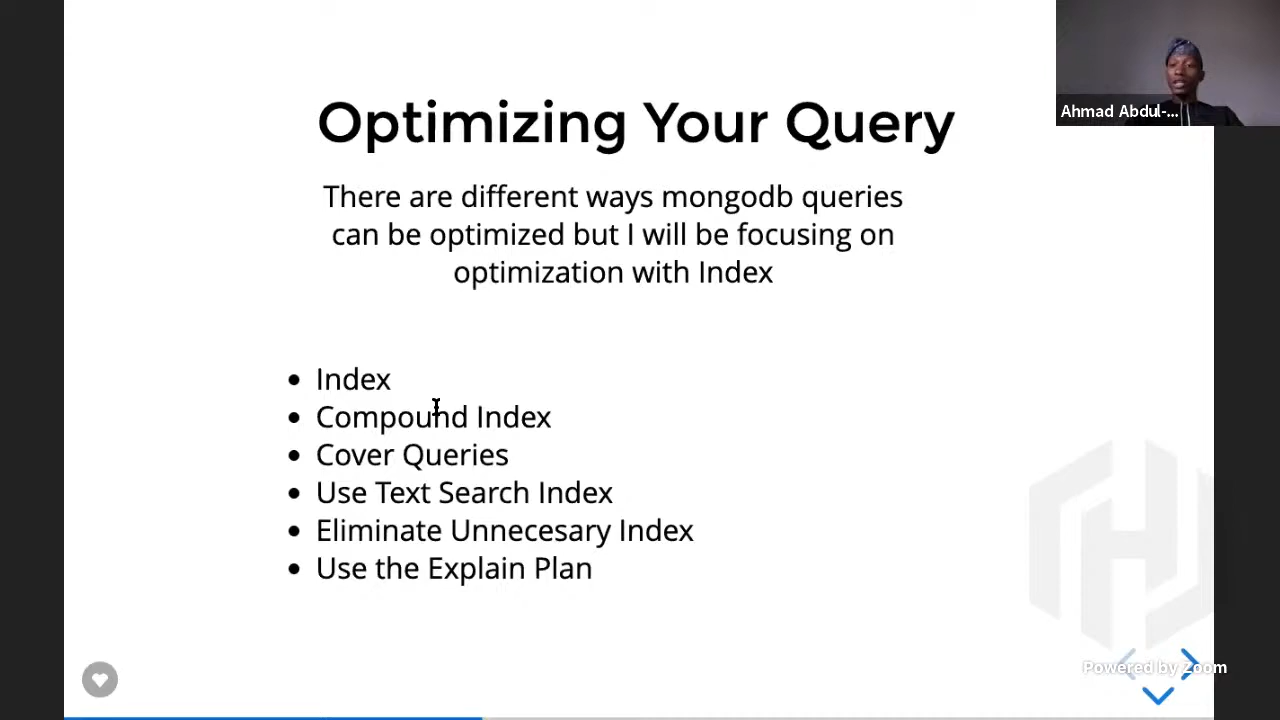 Optimizing Your Query
There are different ways mongodb queries
can be optimized but I will be focusing on
optimization with Index
Index
Compound Index
Cover Queries
Use Text Search Index
Eliminate Unnecesary Index
Use the Explain Plan
Ahmad Abdul-...
Powered by Zoom